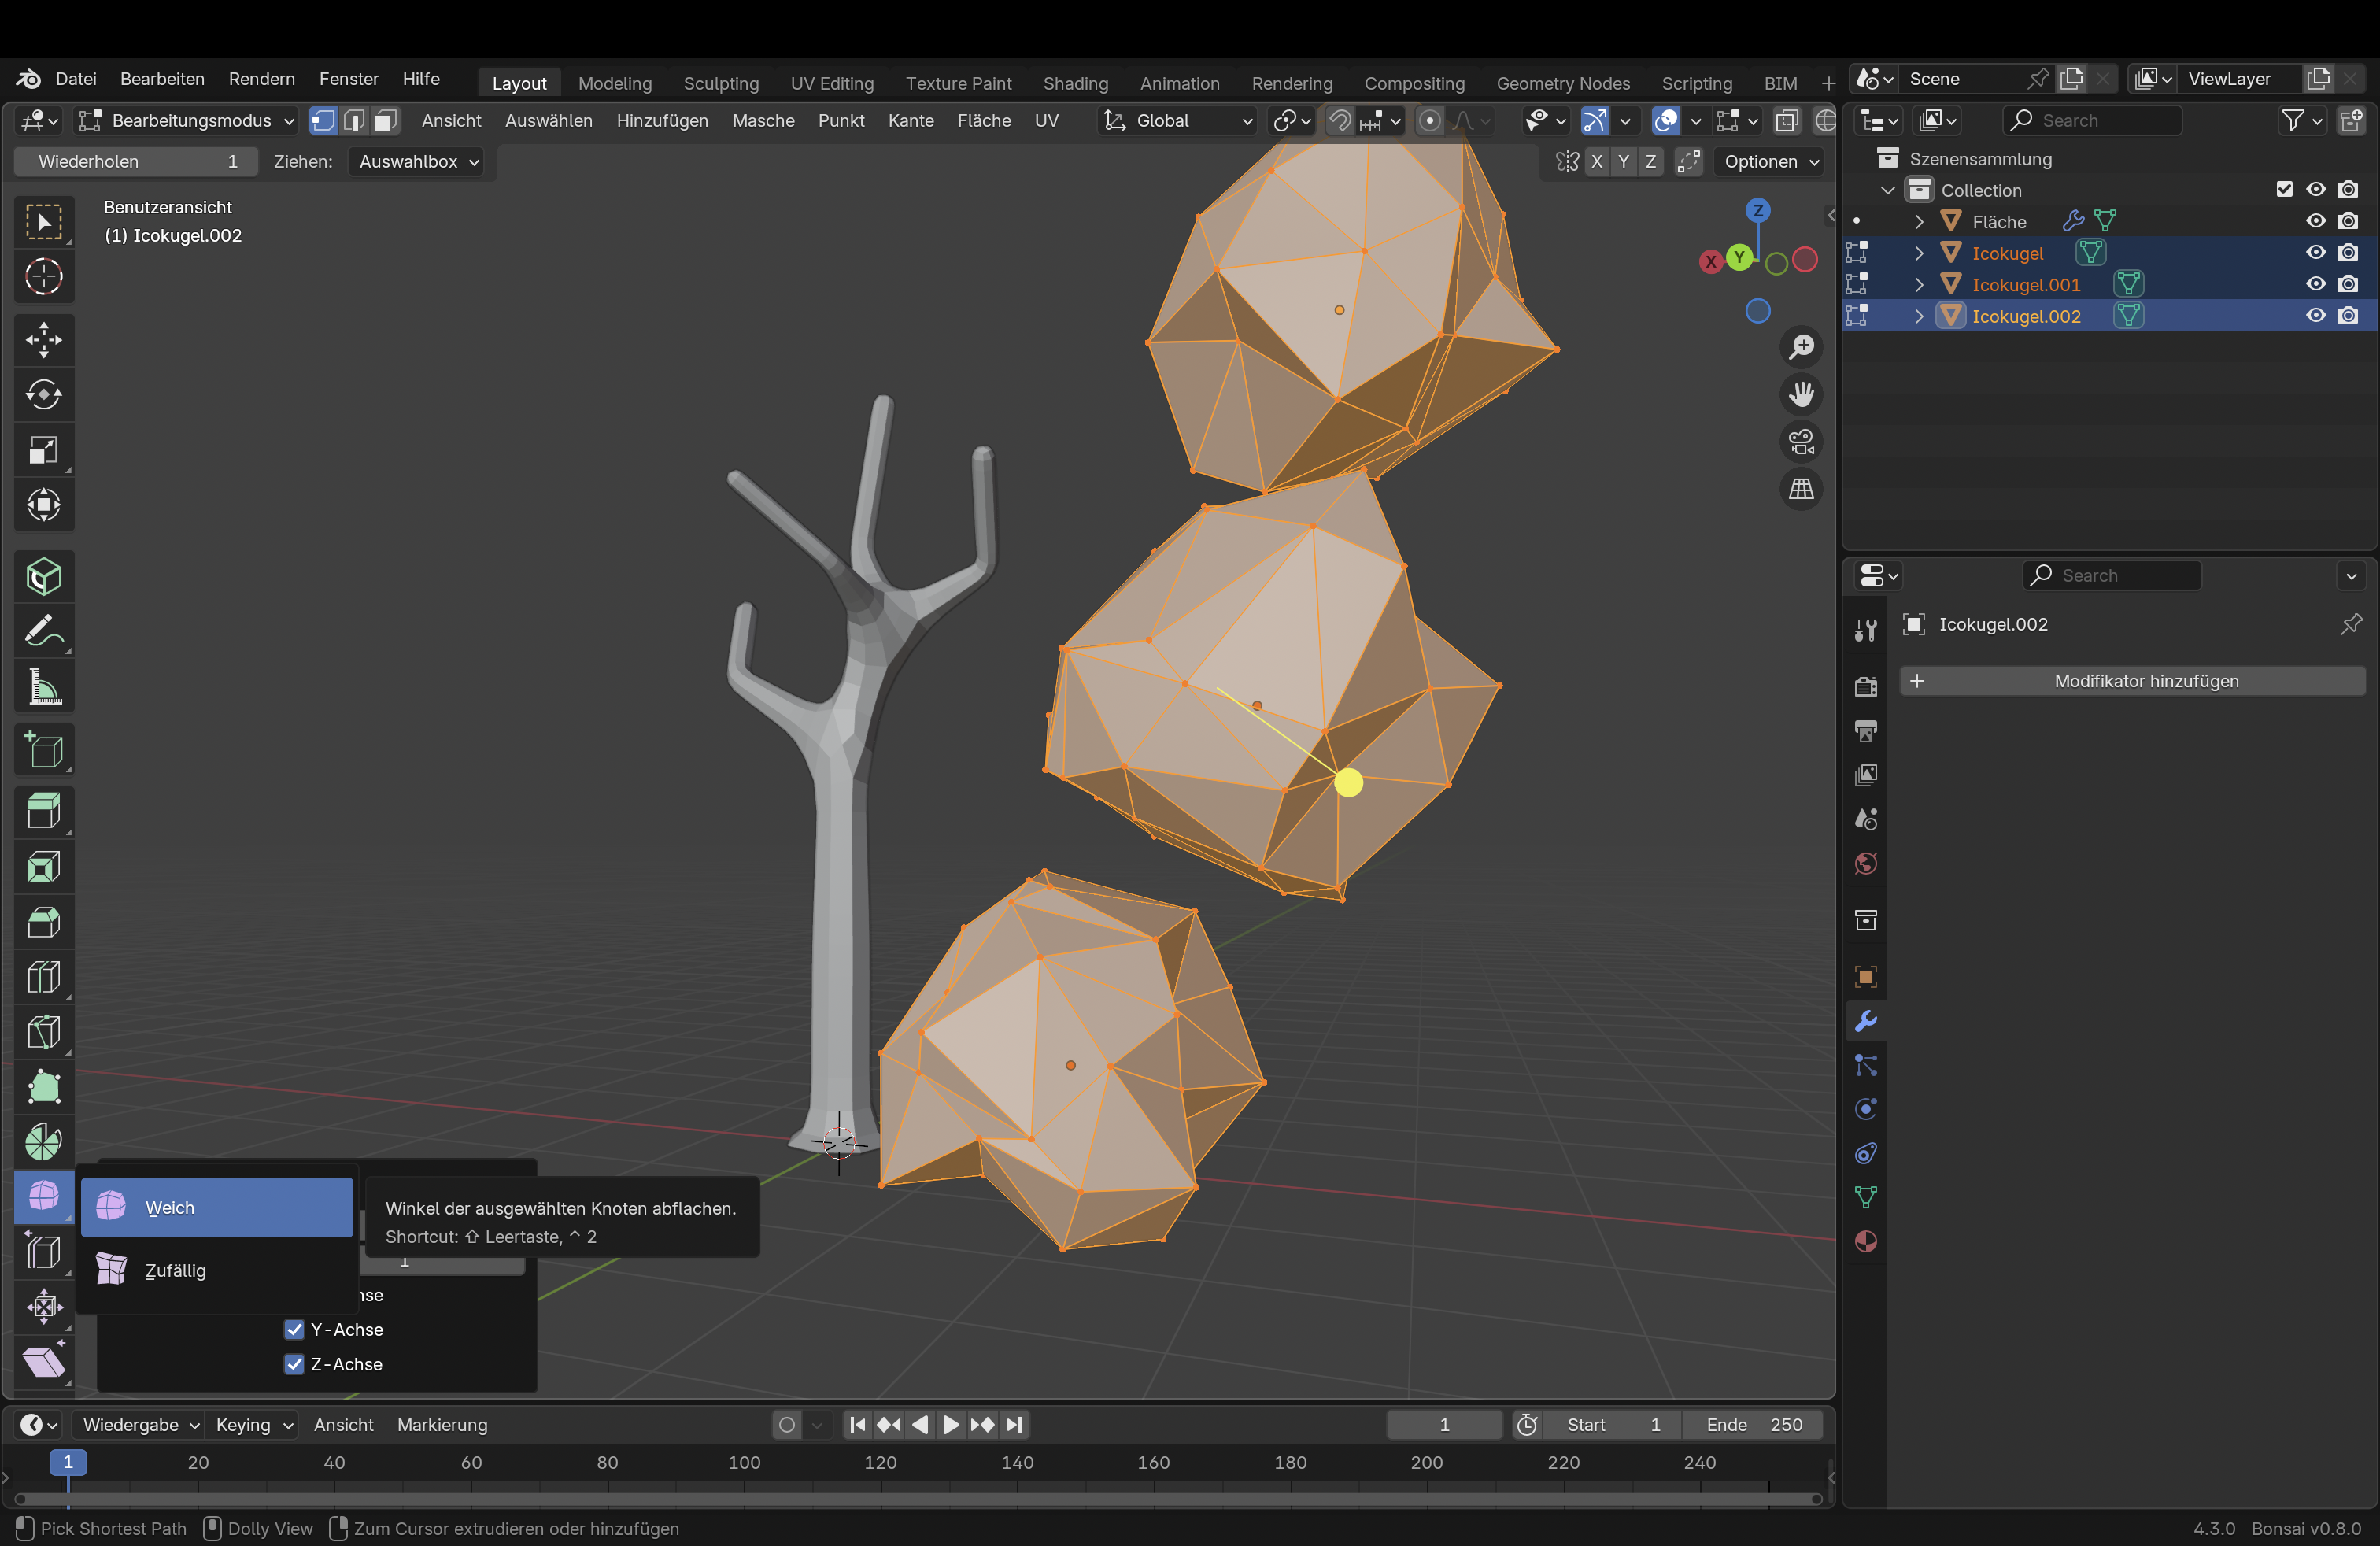 Datei Bearbeiten Rendern Fenster Hilfe Layout Modeling Sculpting UV Editing Texture Paint Shading Animation Rendering Compositing Geometry Nodes Scripting BIM Scene ViewLayer
Bearbeitungsmodus Ansicht Auswählen Hinzufügen Masche Punkt Kante Fläche UV Global
Search
Wiederholen 1 Ziehen: Auswahlbox X Y Z Optionen
Szenensammlung
Collection
Fläche
Icokugel
Icokugel.001
Icokugel.002
Benutzeransicht
(1) Icokugel.002
Z
X Y
Search
Icokugel.002
Modifikator hinzufügen
Weich
Zufällig
Winkel der ausgewählten Knoten abflachen.
Shortcut: ⇧ Leertaste, ^ 2
1
Y-Achse
Z-Achse
Wiedergabe Keying Ansicht Markierung 1 Start 1 Ende 250
1 20 40 60 80 100 120 140 160 180 200 220 240
Pick Shortest Path Dolly View Zum Cursor extrudieren oder hinzufügen 4.3.0 Bonsai v0.8.0